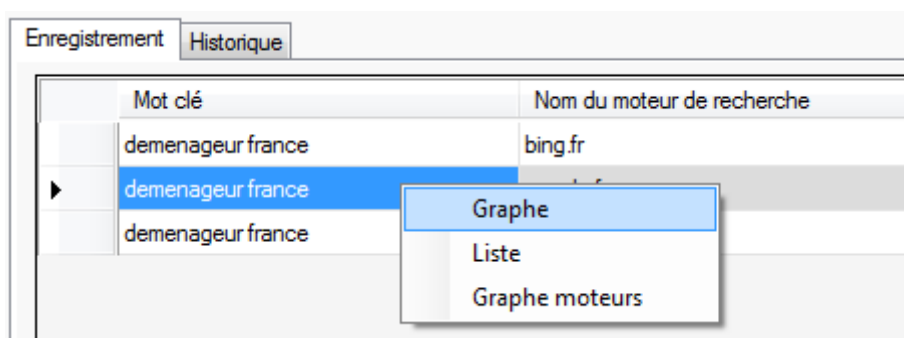 Enregistrement Historique
Mot clé Nom du moteur de recherche
demenageur france bing.fr
demenageur france
Graphe
demenageur france
Liste
Graphe moteurs